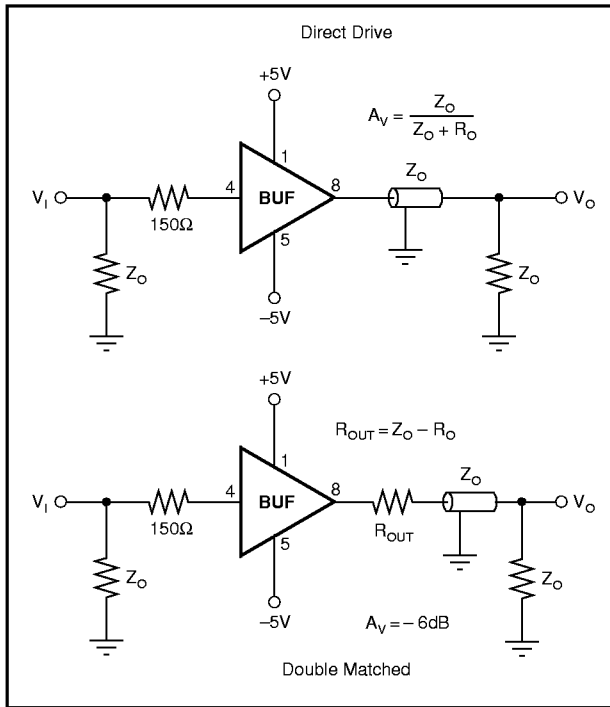 Direct Drive
+5V
A_V = Z_O / (Z_O + R_O)
1
Z_O
V_I
4
BUF
8
V_O
150Ω
5
Z_O
Z_O
–5V
+5V
R_OUT = Z_O – R_O
1
Z_O
V_I
4
BUF
8
V_O
150Ω
R_OUT
5
Z_O
Z_O
–5V
A_V = – 6dB
Double Matched